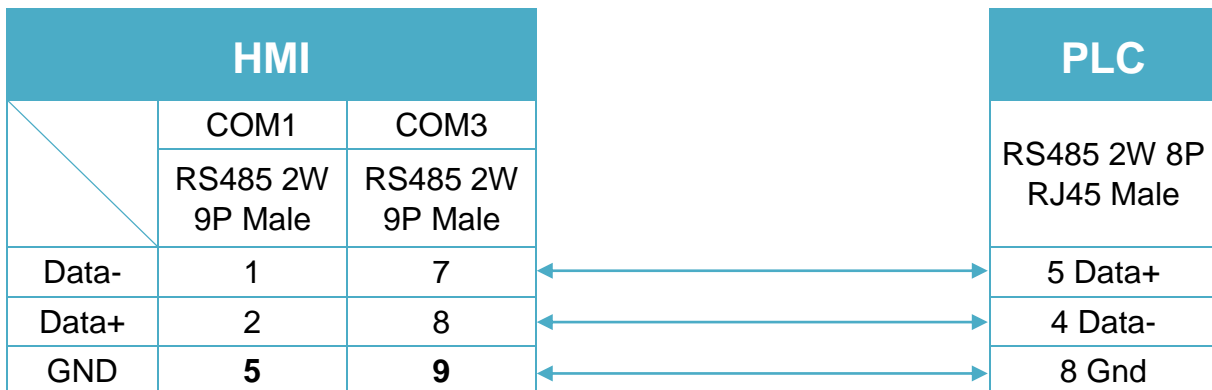 HMI
PLC
COM1 COM3
RS485 2W 8P
RJ45 Male
RS485 2W RS485 2W
9P Male 9P Male
Data- 1 7 5 Data+
Data+ 2 8 4 Data-
GND 5 9 8 Gnd